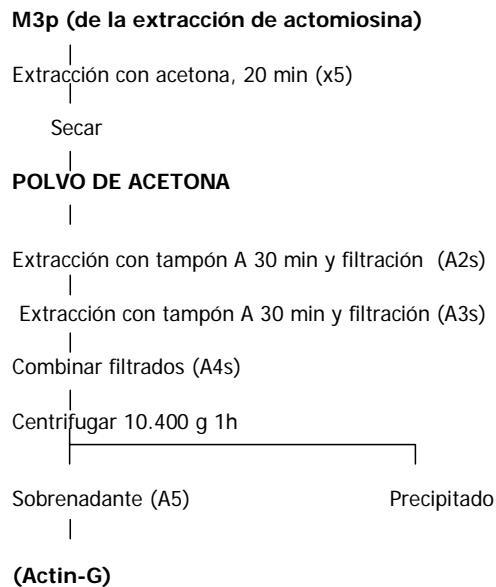 M3p (de la extracción de actomiosina)
Extracción con acetona, 20 min (x5)
Secar
POLVO DE ACETONA
Extracción con tampón A 30 min y filtración (A2s)
Extracción con tampón A 30 min y filtración (A3s)
Combinar filtrados (A4s)
Centrifugar 10.400 g 1h
Sobrenadante (A5) Precipitado
(Actin-G)